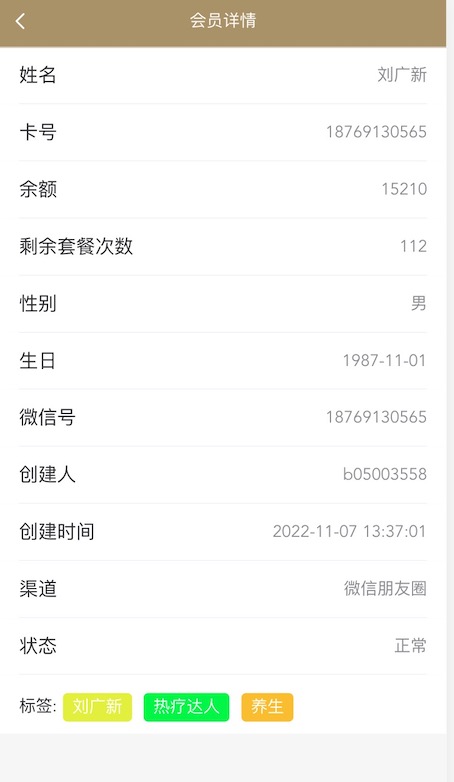 会员详情
姓名 刘广新
卡号 18769130565
余额 15210
剩余套餐次数 112
性别 男
生日 1987-11-01
微信号 18769130565
创建人 b05003558
创建时间 2022-11-07 13:37:01
渠道 微信朋友圈
状态 正常
标签: 刘广新 热疗达人 养生